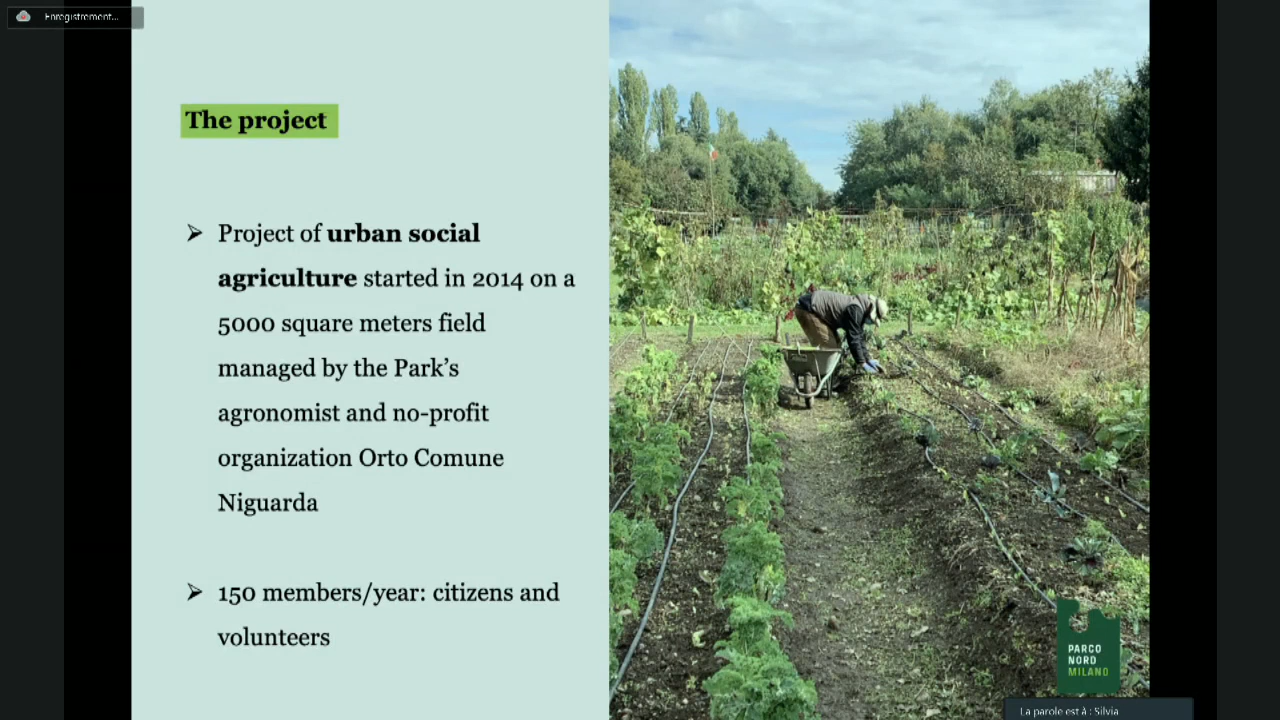 Enregistrement...
The project
➢ Project of urban social
agriculture started in 2014 on a
5000 square meters field
managed by the Park's
agronomist and no-profit
organization Orto Comune
Niguarda
➢ 150 members/year: citizens and
volunteers
PARCO
NORD
MILANO
La parole est à : Silvia